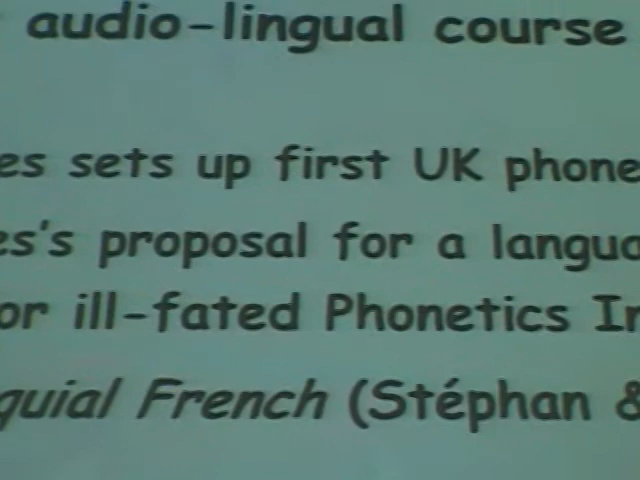 audio-lingual course
es sets up first UK phone
es's proposal for a langua
or ill-fated Phonetics In
quial French (Stéphan &